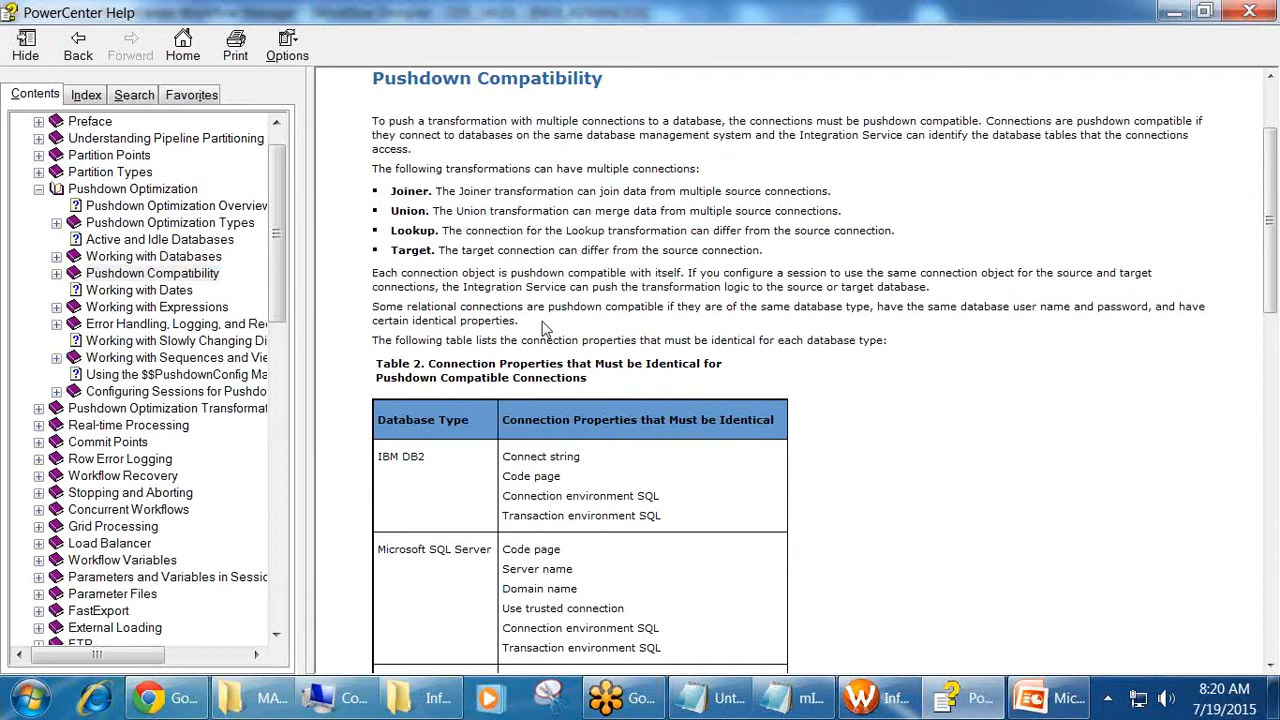 PowerCenter Help
Hide
Back
Forward
Home
Print
Options
Contents
Index
Search
Favorites
Preface
Understanding Pipeline Partitioning
Partition Points
Partition Types
Pushdown Optimization
Pushdown Optimization Overview
Pushdown Optimization Types
Active and Idle Databases
Working with Databases
Pushdown Compatibility
Working with Dates
Working with Expressions
Error Handling, Logging, and Rec
Working with Slowly Changing Di
Working with Sequences and Vie
Using the $$PushdownConfig Ma
Configuring Sessions for Pushdo
Pushdown Optimization Transformat
Real-time Processing
Commit Points
Row Error Logging
Workflow Recovery
Stopping and Aborting
Concurrent Workflows
Grid Processing
Load Balancer
Workflow Variables
Parameters and Variables in Sessio
Parameter Files
FastExport
External Loading
FTP
Pushdown Compatibility
To push a transformation with multiple connections to a database, the connections must be pushdown compatible. Connections are pushdown compatible if
they connect to databases on the same database management system and the Integration Service can identify the database tables that the connections
access.
The following transformations can have multiple connections:
▪ Joiner. The Joiner transformation can join data from multiple source connections.
▪ Union. The Union transformation can merge data from multiple source connections.
▪ Lookup. The connection for the Lookup transformation can differ from the source connection.
▪ Target. The target connection can differ from the source connection.
Each connection object is pushdown compatible with itself. If you configure a session to use the same connection object for the source and target
connections, the Integration Service can push the transformation logic to the source or target database.
Some relational connections are pushdown compatible if they are of the same database type, have the same database user name and password, and have
certain identical properties.
The following table lists the connection properties that must be identical for each database type:
Table 2. Connection Properties that Must be Identical for
Pushdown Compatible Connections
Database Type Connection Properties that Must be Identical
IBM DB2 Connect string
Code page
Connection environment SQL
Transaction environment SQL
Microsoft SQL Server Code page
Server name
Domain name
Use trusted connection
Connection environment SQL
Transaction environment SQL
Go...
MA...
Co...
Inf...
Go...
Unt...
mI...
Inf...
Po...
Mic...
8:20 AM
7/19/2015